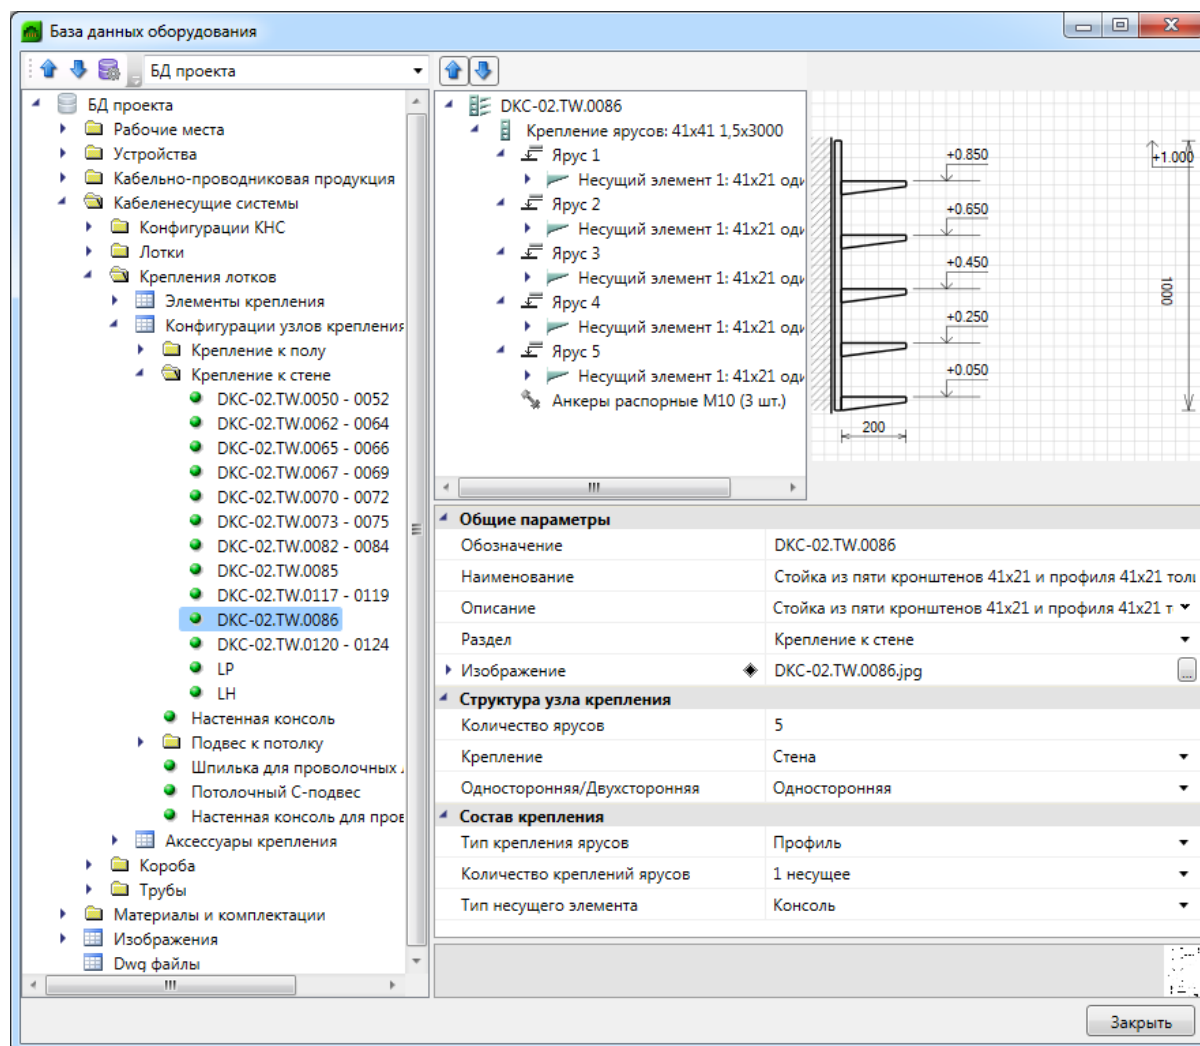 База данных оборудования
БД проекта
БД проекта
Рабочие места
Устройства
Кабельно-проводниковая продукция
Кабеленесущие системы
Конфигурации КНС
Лотки
Крепления лотков
Элементы крепления
Конфигурации узлов крепления
Крепление к полу
Крепление к стене
DKC-02.TW.0050 - 0052
DKC-02.TW.0062 - 0064
DKC-02.TW.0065 - 0066
DKC-02.TW.0067 - 0069
DKC-02.TW.0070 - 0072
DKC-02.TW.0073 - 0075
DKC-02.TW.0082 - 0084
DKC-02.TW.0085
DKC-02.TW.0117 - 0119
DKC-02.TW.0086
DKC-02.TW.0120 - 0124
LP
LH
Настенная консоль
Подвес к потолку
Шпилька для проволочных
Потолочный С-подвес
Настенная консоль для пров
Аксессуары крепления
Короба
Трубы
Материалы и комплектации
Изображения
Dwg файлы
DKC-02.TW.0086
Крепление ярусов: 41x41 1,5x3000
Ярус 1
Несущий элемент 1: 41x21 оди
Ярус 2
Несущий элемент 1: 41x21 оди
Ярус 3
Несущий элемент 1: 41x21 оди
Ярус 4
Несущий элемент 1: 41x21 оди
Ярус 5
Несущий элемент 1: 41x21 оди
Анкеры распорные М10 (3 шт.)
+0.850
+1.000
+0.650
+0.450
1000
+0.250
+0.050
200
Общие параметры
Обозначение DKC-02.TW.0086
Наименование Стойка из пяти кронштенов 41x21 и профиля 41x21 тол
Описание Стойка из пяти кронштенов 41x21 и профиля 41x21 т
Раздел Крепление к стене
Изображение DKC-02.TW.0086.jpg
...
Структура узла крепления
Количество ярусов 5
Крепление Стена
Односторонняя/Двухсторонняя Односторонняя
Состав крепления
Тип крепления ярусов Профиль
Количество креплений ярусов 1 несущее
Тип несущего элемента Консоль
Закрыть